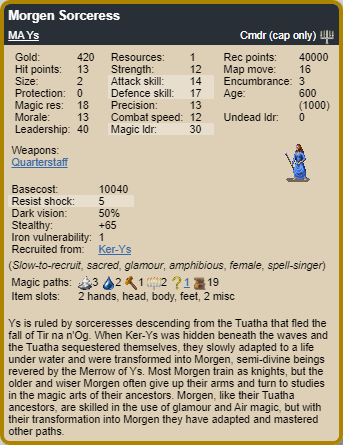 Morgen Sorceress
MA Ys Cmdr (cap only)
Gold: 420 Resources: 1 Rec points: 40000
Hit points: 13 Strength: 12 Map move: 16
Size: 2 Attack skill: 14 Encumbrance: 3
Protection: 0 Defence skill: 17 Age: 600
Magic res: 18 Precision: 13 (1000)
Morale: 13 Combat speed: 12 Undead ldr: 0
Leadership: 40 Magic ldr: 30
Weapons:
Quarterstaff
Basecost: 10040
Resist shock: 5
Dark vision: 50%
Stealthy: +65
Iron vulnerability: 1
Recruited from: Ker-Ys
(Slow-to-recruit, sacred, glamour, amphibious, female, spell-singer)
Magic paths: 3 2 1 2 ?1 19
Item slots: 2 hands, head, body, feet, 2 misc
Ys is ruled by sorceresses descending from the Tuatha that fled the
fall of Tir na n'Og. When Ker-Ys was hidden beneath the waves and
the Tuatha sequestered themselves, they slowly adapted to a life
under water and were transformed into Morgen, semi-divine beings
revered by the Merrow of Ys. Most Morgen train as knights, but the
older and wiser Morgen often give up their arms and turn to studies
in the magic arts of their ancestors. Morgen, like their Tuatha
ancestors, are skilled in the use of glamour and Air magic, but with
their transformation into Morgen they have adapted and mastered
other paths.